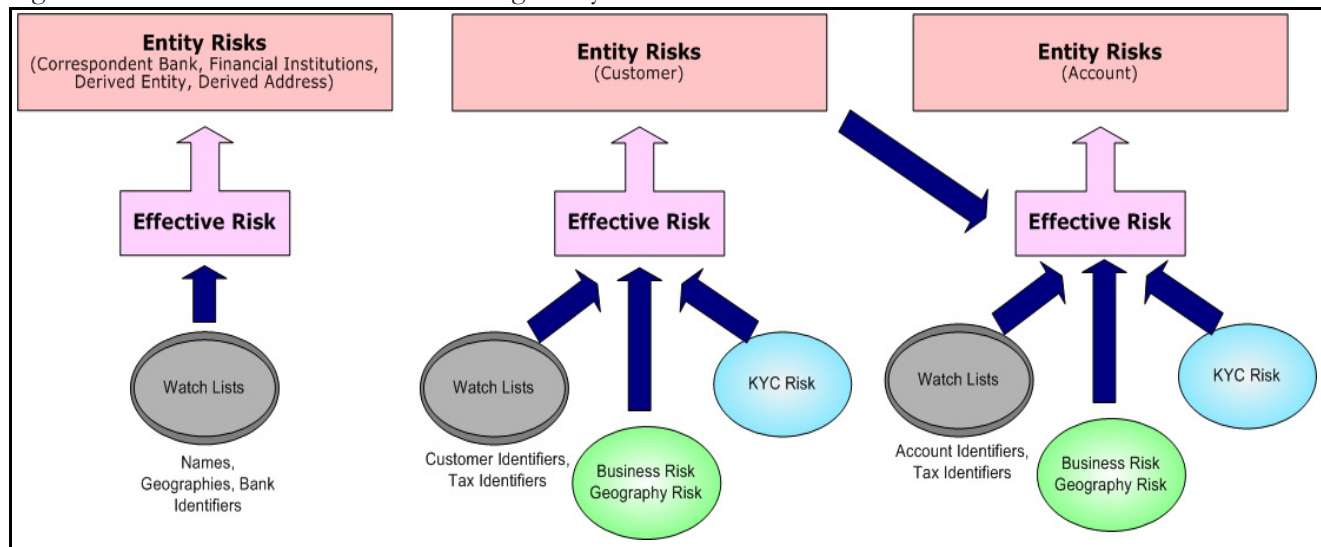 Entity Risks
(Correspondent Bank, Financial Institutions,
Derived Entity, Derived Address)
Effective Risk
Watch Lists
Names,
Geographies, Bank
Identifiers
Entity Risks
(Customer)
Effective Risk
Watch Lists
Customer Identifiers,
Tax Identifiers
Business Risk
Geography Risk
KYC Risk
Entity Risks
(Account)
Effective Risk
Watch Lists
Account Identifiers,
Tax Identifiers
Business Risk
Geography Risk
KYC Risk